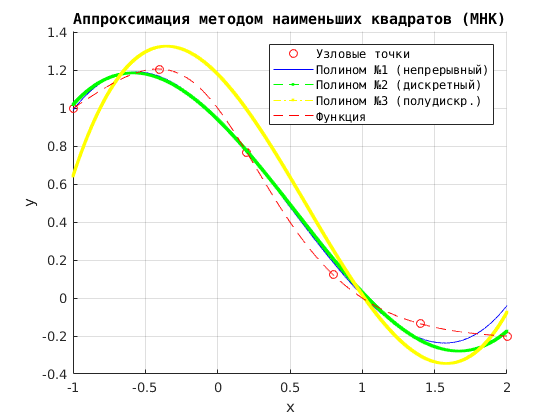 Аппроксимация методом наименьших квадратов (МНК)
1.4
1.2
1
0.8
0.6
0.4
0.2
0
-0.2
-0.4
y
Узловые точки
Полином №1 (непрерывный)
Полином №2 (дискретный)
Полином №3 (полудискр.)
Функция
-1
-0.5
0
0.5
1
1.5
2
x